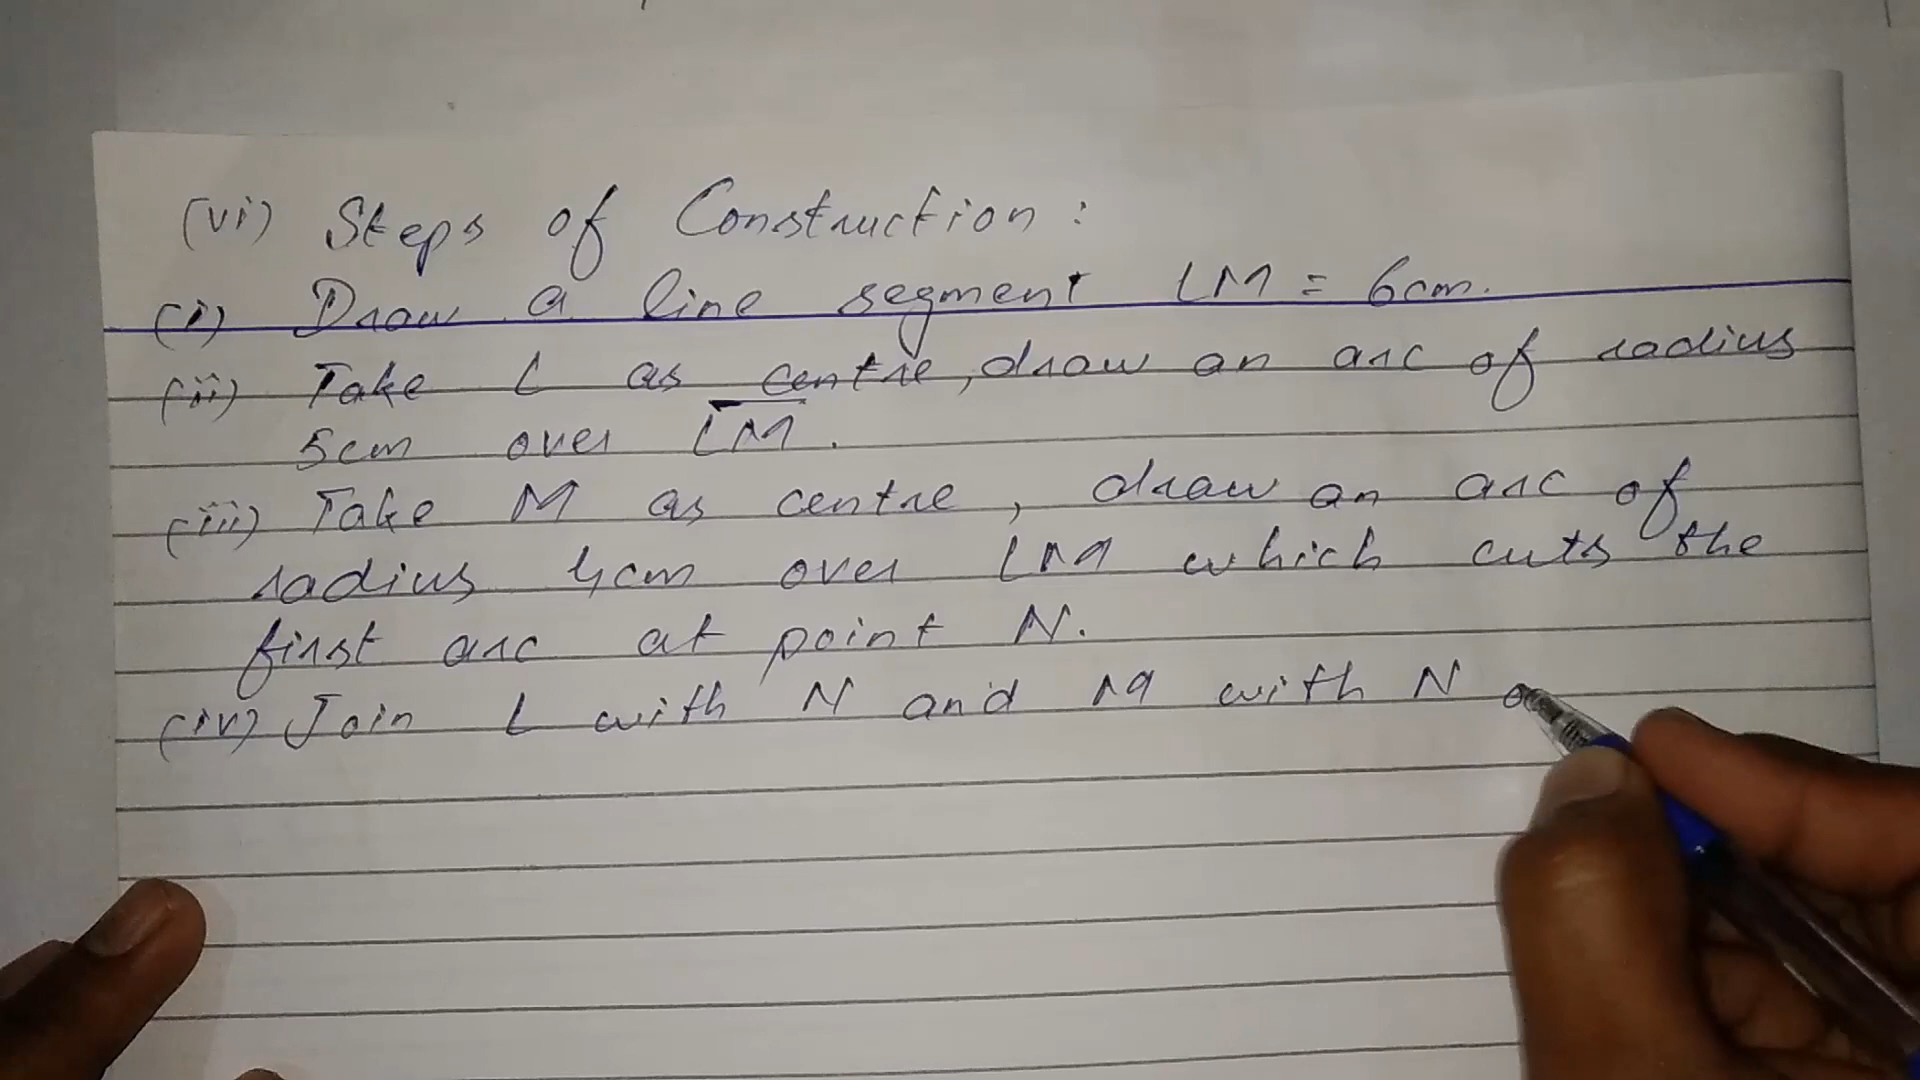 (vi) Steps of Construction:
(i) Draw a line segment LM = 6cm.
(ii) Take L as centre, draw an arc of radius
5cm over LM.
(iii) Take M as centre, draw an arc of
radius 4cm over LM which cuts the
first arc at point N.
(iv) Join L with N and M with N